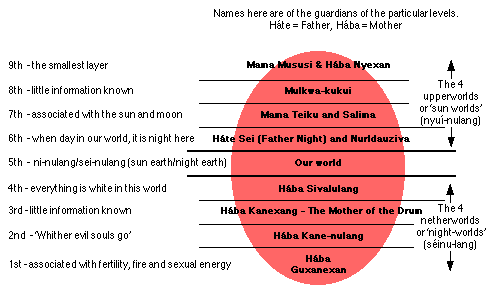 Names here are of the guardians of the particular levels.
Háte = Father, Hába = Mother
9th - the smallest layer
Mama Mususi & Hába Nyexan
8th - little information known
Mulkwa-kukui
7th - associated with the sun and moon
Mama Teiku and Salima
6th - when day in our world, it is night here
Háte Sei (Father Night) and Nurldauziva
5th - ni-nulang/sei-nulang (sun earth/night earth)
Our world
4th - everything is white in this world
Hába Sivalulang
3rd - little information known
Hába Kanexang - The Mother of the Drum
2nd - 'Whither evil souls go'
Hába Kane-nulang
1st - associated with fertility, fire and sexual energy
Hába
Guxanexan
The 4
upperworlds
or 'sun worlds'
(nyuí-nulang)
The 4
netherworlds
or 'night-worlds'
(séinu-lang)